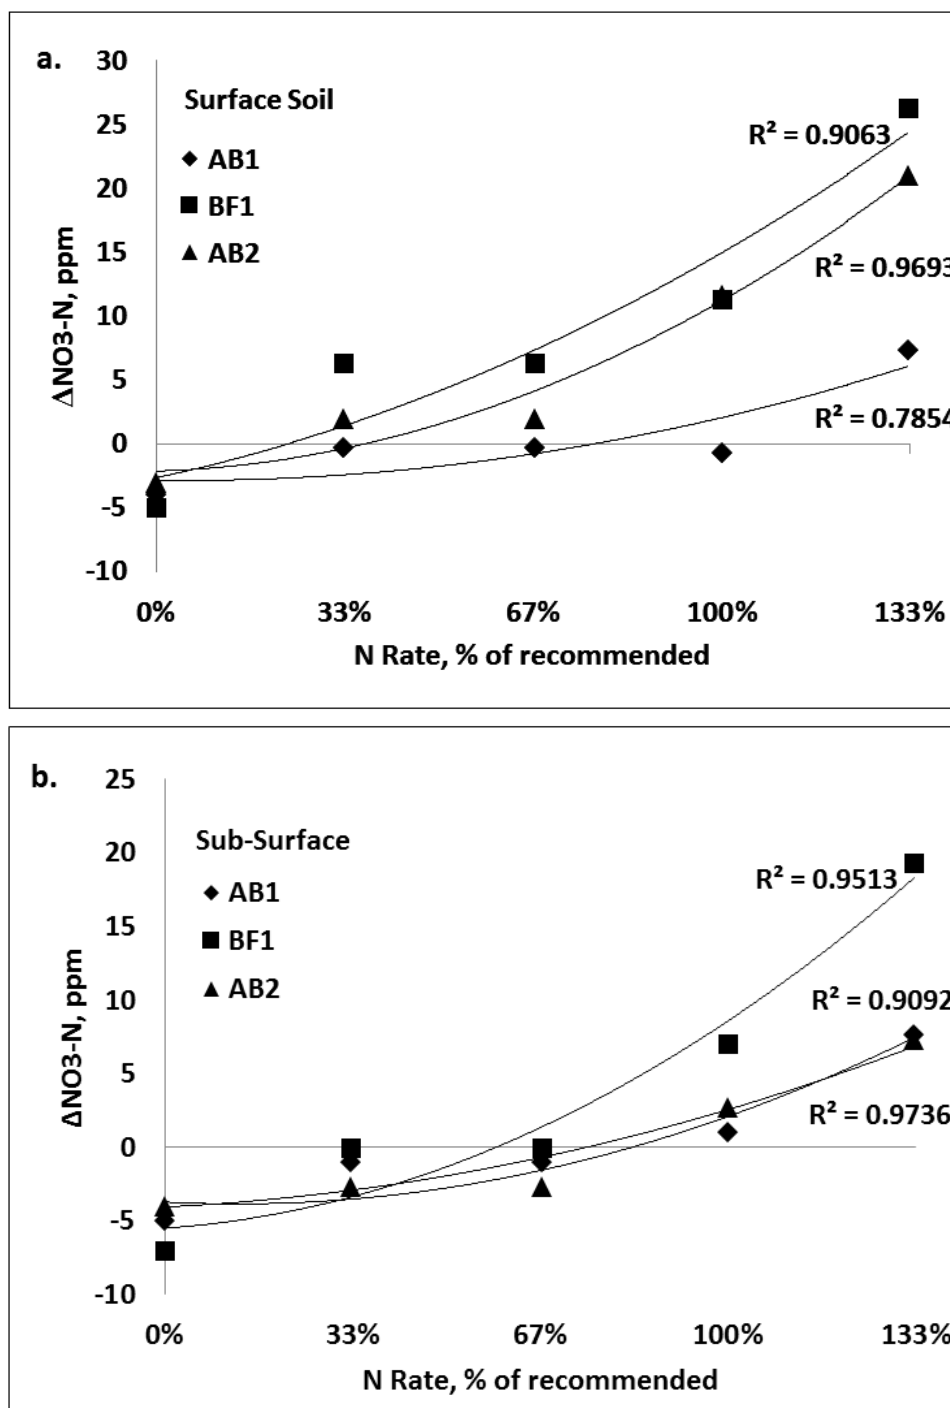 a.
30
25
20
15
10
5
0
-5
-10
ΔNO3-N, ppm
Surface Soil
AB1
BF1
AB2
R² = 0.9063
R² = 0.9693
R² = 0.7854
0% 33% 67% 100% 133%
N Rate, % of recommended
b.
25
20
15
10
5
0
-5
-10
ΔNO3-N, ppm
Sub-Surface
AB1
BF1
AB2
R² = 0.9513
R² = 0.9092
R² = 0.9736
0% 33% 67% 100% 133%
N Rate, % of recommended